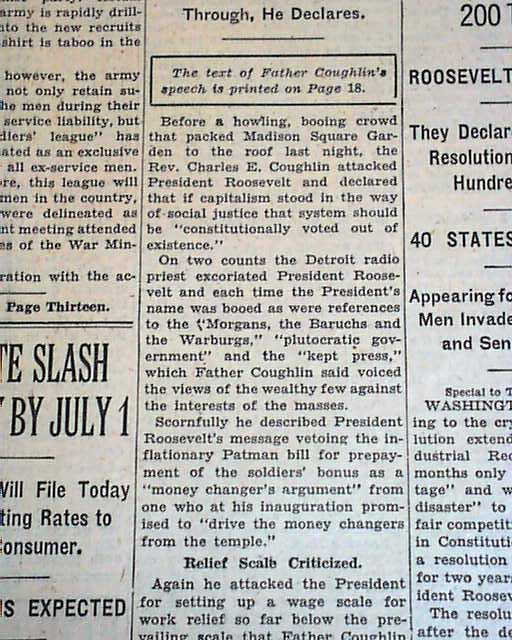 army is rapidly drill-
into the new recruits
shirt is taboo in the
however, the army
not only retain su-
the men during their
service liability, but
diers' league" has
ated as an exclusive
all ex-service men.
re, this league will
men in the country,
were delineated as
nt meeting attended
es of the War Min-
ration with the ac-
Page Thirteen.
TE SLASH
BY JULY 1
Will File Today
ting Rates to
onsumer.
S EXPECTED
Through, He Declares.
The text of Father Coughlin's
speech is printed on Page 18.
Before a howling, booing crowd
that packed Madison Square Gar-
den to the roof last night, the
Rev. Charles E. Coughlin attacked
President Roosevelt and declared
that if capitalism stood in the way
of social justice that system should
be "constitutionally voted out of
existence."
On two counts the Detroit radio
priest excoriated President Roose-
velt and each time the President's
name was booed as were references
to the "Morgans, the Baruchs and
the Warburgs," "plutocratic gov-
ernment" and the "kept press,"
which Father Coughlin said voiced
the views of the wealthy few against
the interests of the masses.
Scornfully he described President
Roosevelt's message vetoing the in-
flationary Patman bill for prepay-
ment of the soldiers' bonus as a
"money changer's argument" from
one who at his inauguration prom-
ised to "drive the money changers
from the temple."
Relief Scale Criticized.
Again he attacked the President
for setting up a wage scale for
work relief so far below the pre-
vailing scale that Father Coughlin
200
ROOSEVELT
They Declar
Resolution
Hundre
40 STATES
Appearing fo
Men Invade
and Sen
Special to T
WASHINGT
ing to the cry
lution extend
dustrial Rec
months only
tage" and w
disaster" to
fair competiti
in Constituti
a resolution
for two years
ident Roosev
The resolu
after the de